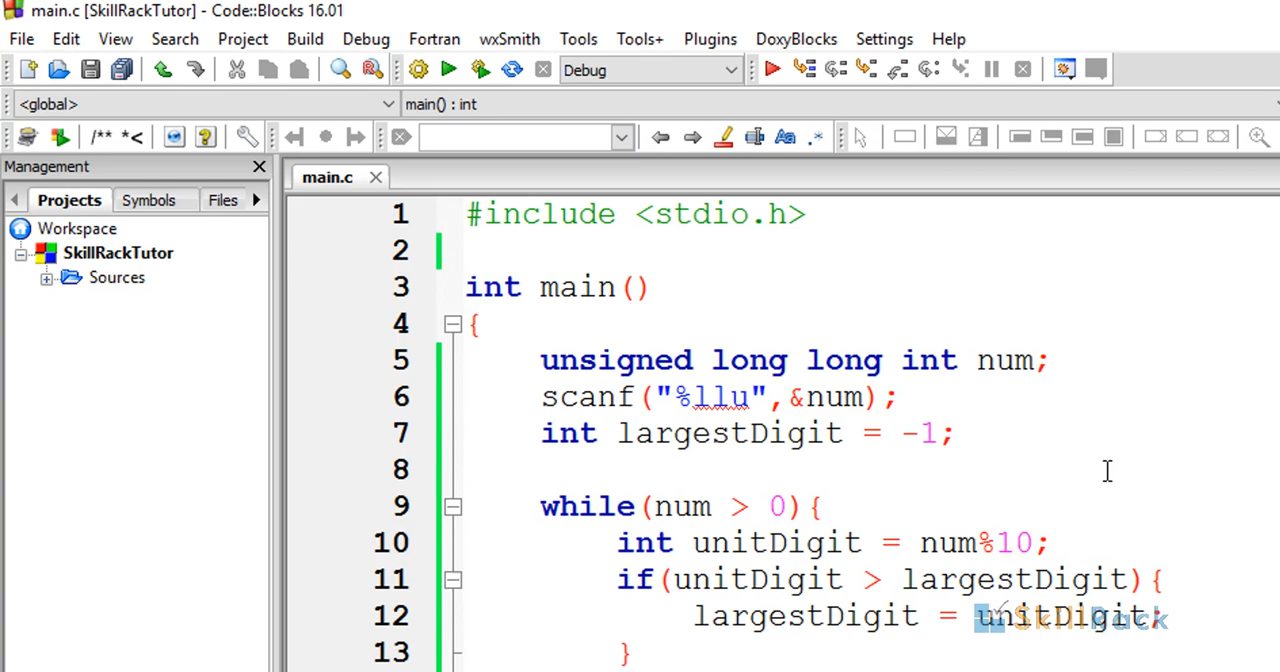 main.c [SkillRackTutor] - Code::Blocks 16.01
File Edit View Search Project Build Debug Fortran wxSmith Tools Tools+ Plugins DoxyBlocks Settings Help
Debug
<global> main() : int
/** *< Aa .*
Management
Projects Symbols Files
main.c
Workspace
SkillRackTutor
Sources
1 #include <stdio.h>
2
3 int main()
4 {
5 unsigned long long int num;
6 scanf("%llu",&num);
7 int largestDigit = -1;
8
9 while(num > 0){
10 int unitDigit = num%10;
11 if(unitDigit > largestDigit){
12 largestDigit = unitDigit;
13 }
SkillRack